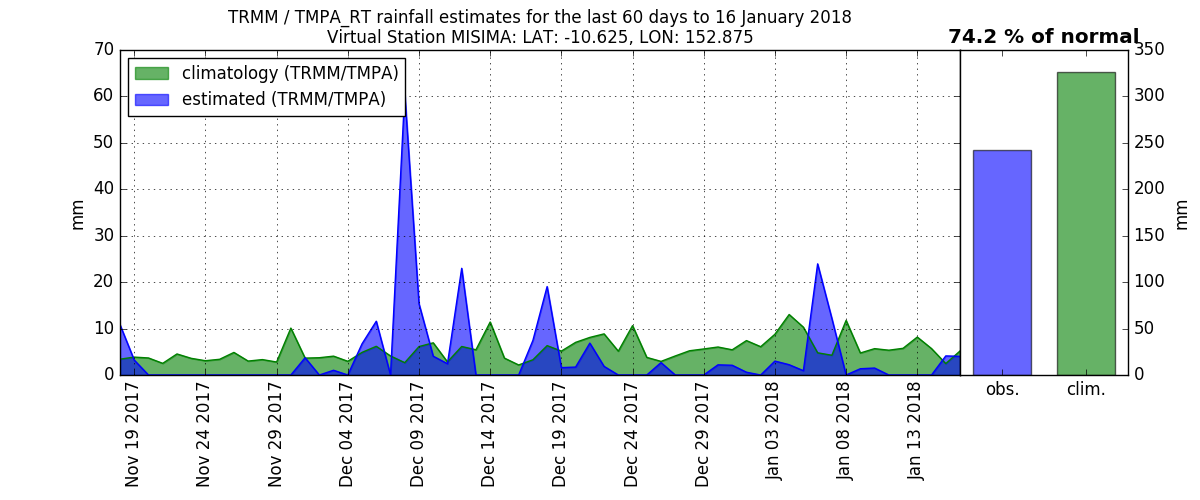 TRMM / TMPA_RT rainfall estimates for the last 60 days to 16 January 2018
Virtual Station MISIMA: LAT: -10.625, LON: 152.875
74.2 % of normal
climatology (TRMM/TMPA)
estimated (TRMM/TMPA)
70
60
50
40
30
20
10
0
mm
350
300
250
200
150
100
50
0
mm
Nov 19 2017
Nov 24 2017
Nov 29 2017
Dec 04 2017
Dec 09 2017
Dec 14 2017
Dec 19 2017
Dec 24 2017
Dec 29 2017
Jan 03 2018
Jan 08 2018
Jan 13 2018
obs.
clim.